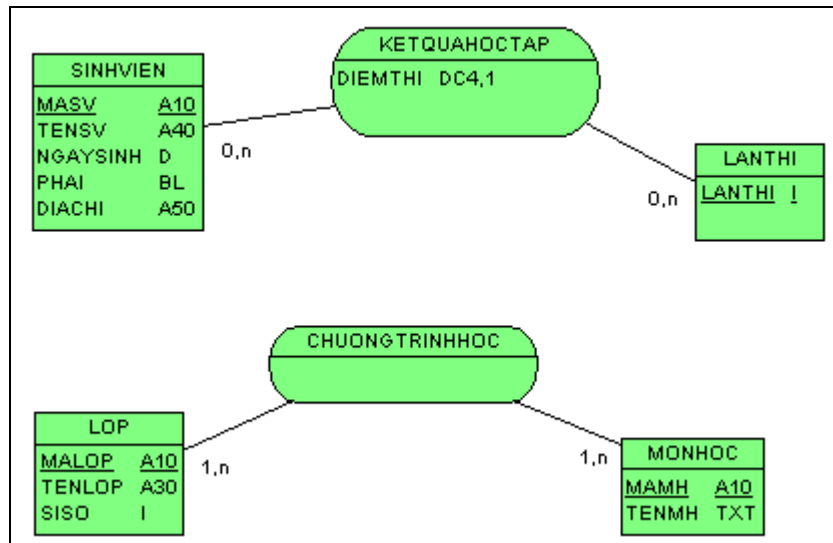 KETQUAHOCTAP
DIEMTHI DC4,1
SINHVIEN
MASV A10
TENSV A40
NGAYSINH D
PHAI BL
DIACHI A50
0,n
LANTHI
LANTHI I
0,n
CHUONGTRINHHOC
LOP
MALOP A10
TENLOP A30
SISO I
1,n
MONHOC
MAMH A10
TENMH TXT
1,n